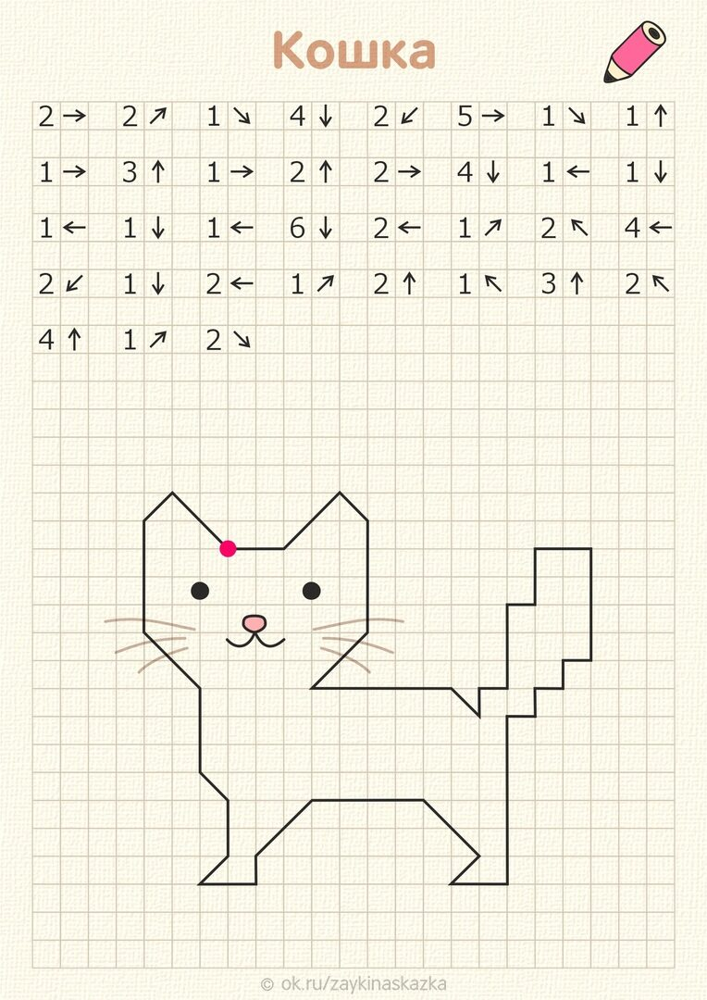 Кошка
2 → 2 ↗ 1 ↘ 4 ↓ 2 ↙ 5 → 1 ↘ 1 ↑
1 → 3 ↑ 1 → 2 ↑ 2 → 4 ↓ 1 ← 1 ↓
1 ← 1 ↓ 1 ← 6 ↓ 2 ← 1 ↗ 2 ↖ 4 ←
2 ↙ 1 ↓ 2 ← 1 ↗ 2 ↑ 1 ↖ 3 ↑ 2 ↖
4 ↑ 1 ↗ 2 ↘
© ok.ru/zaykinaskazka